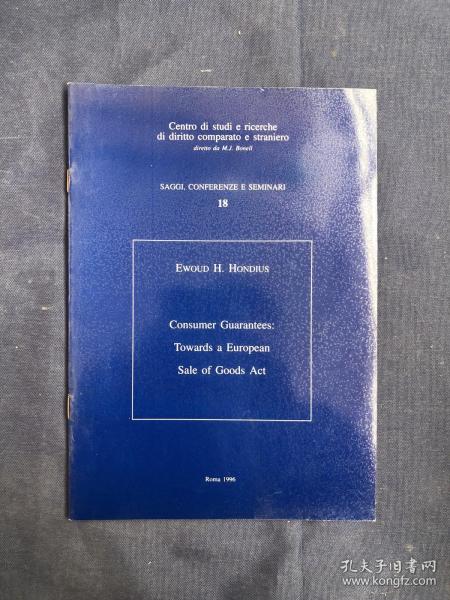 Centro di studi e ricerche
di diritto comparato e straniero
diretto da M.J. Bonell
SAGGI, CONFERENZE E SEMINARI
18
EWOUD H. HONDIUS
Consumer Guarantees:
Towards a European
Sale of Goods Act
Roma 1996
孔夫子旧书网
www.kongfz.com